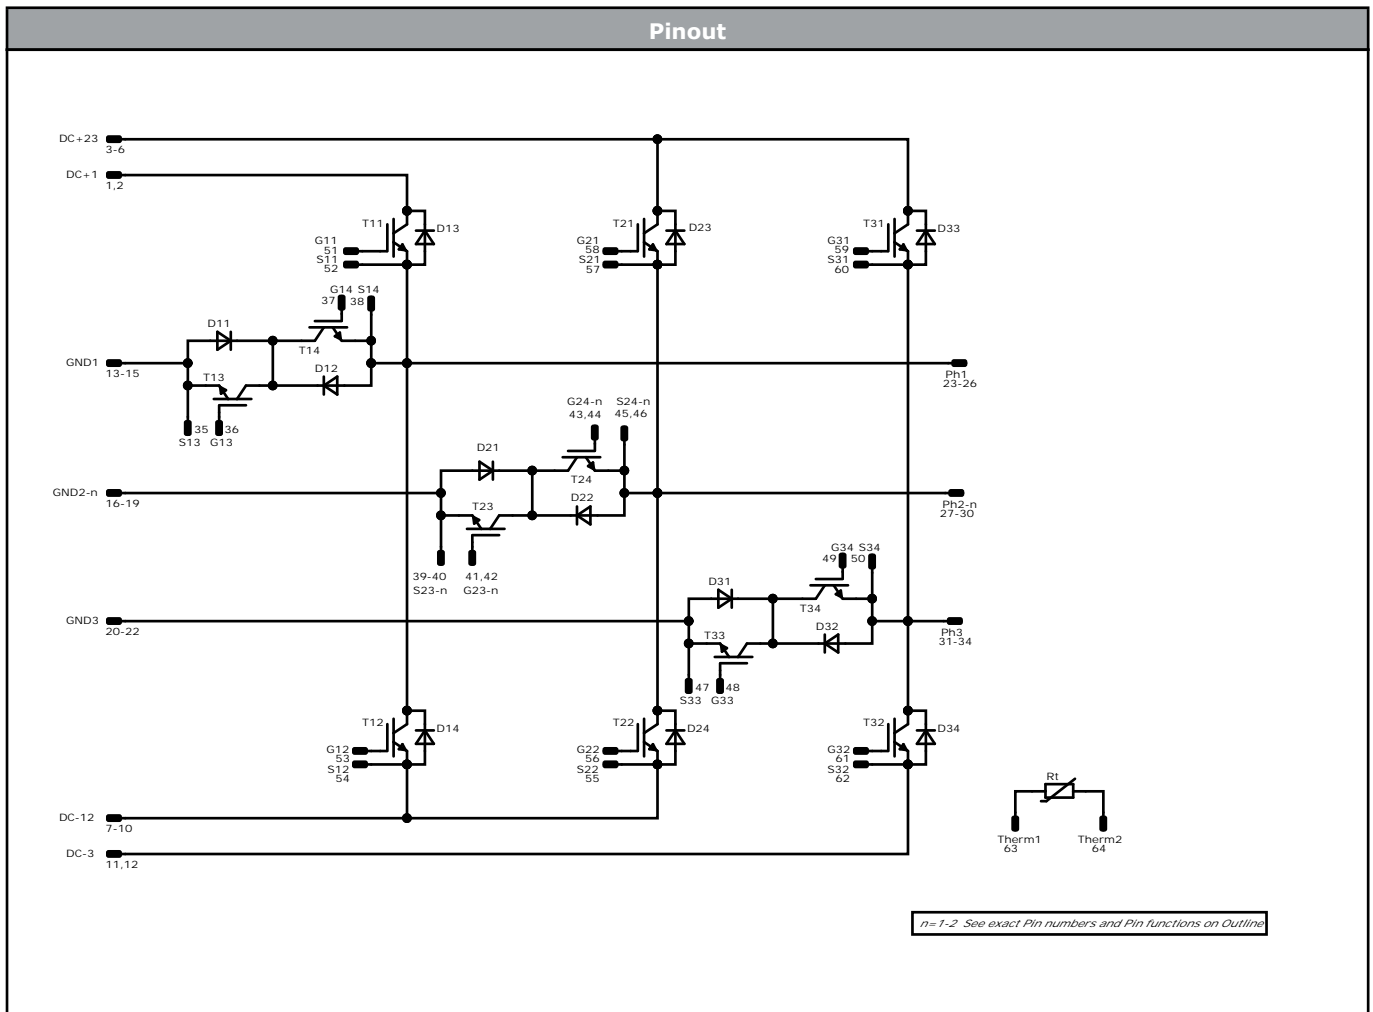 Pinout
DC+23
3-6
DC+1
1,2
T11
D13
G11
51
S11
52
T21
D23
G21
58
S21
57
T31
D33
G31
59
S31
60
G14 S14
37 38
D11
T14
GND1
13-15
T13
D12
35 36
S13 G13
Ph1
23-26
G24-n S24-n
43,44 45,46
D21
T24
GND2-n
16-19
T23
D22
39-40 41,42
S23-n G23-n
Ph2-n
27-30
G34 S34
49 50
D31
T34
GND3
20-22
T33
D32
47 48
S33 G33
Ph3
31-34
T12
D14
G12
53
S12
54
T22
D24
G22
56
S22
55
T32
D34
G32
61
S32
62
Rt
Therm1
63
Therm2
64
DC-12
7-10
DC-3
11,12
n=1-2 See exact Pin numbers and Pin functions on Outline